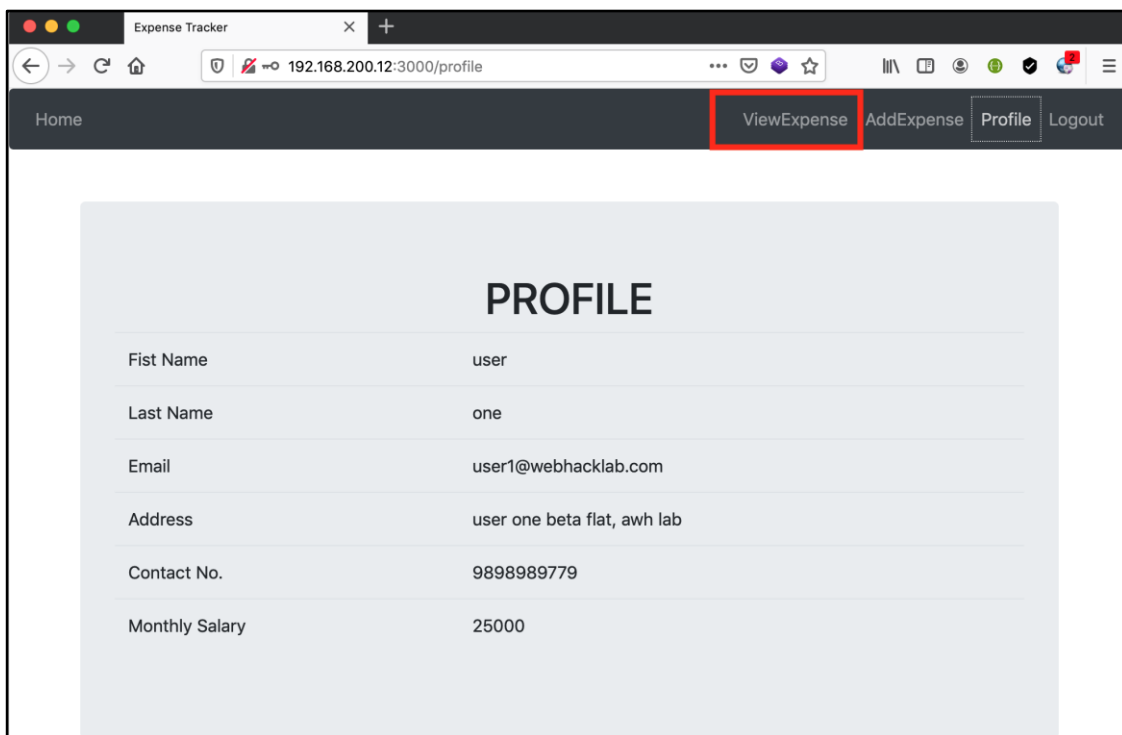 Expense Tracker
192.168.200.12:3000/profile
2
Home ViewExpense AddExpense Profile Logout
PROFILE
Fist Name user
Last Name one
Email user1@webhacklab.com
Address user one beta flat, awh lab
Contact No. 9898989779
Monthly Salary 25000